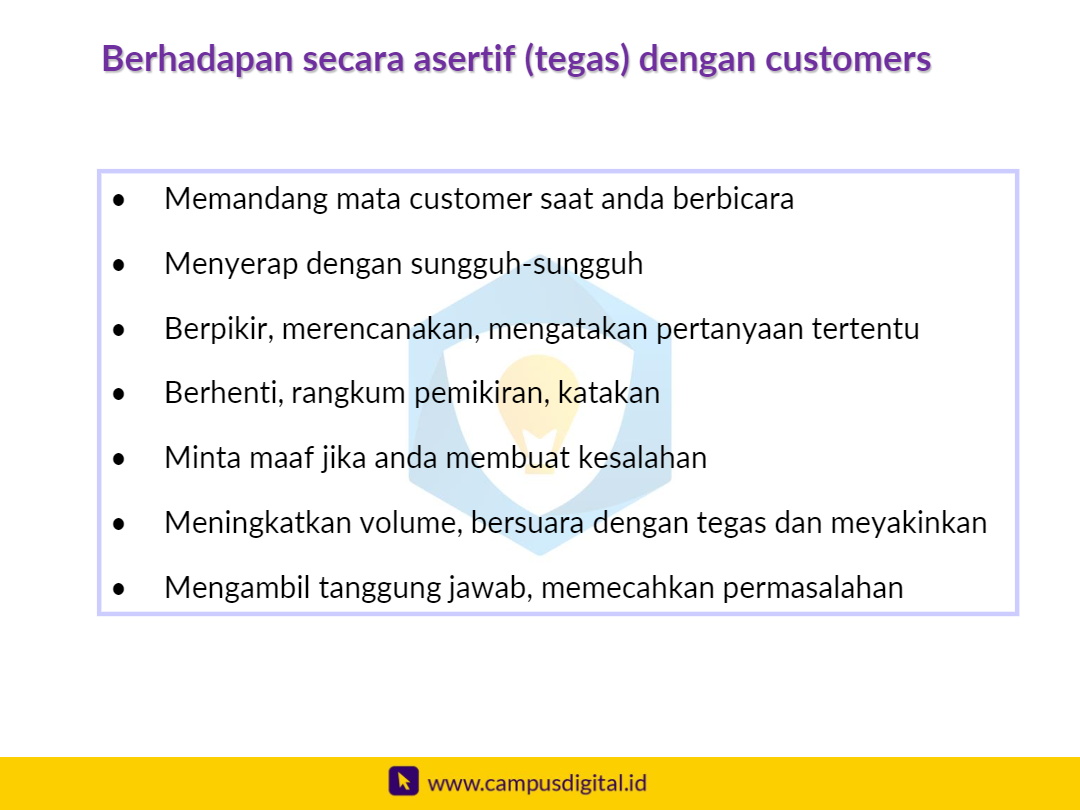 Berhadapan secara asertif (tegas) dengan customers
• Memandang mata customer saat anda berbicara
• Menyerap dengan sungguh-sungguh
• Berpikir, merencanakan, mengatakan pertanyaan tertentu
• Berhenti, rangkum pemikiran, katakan
• Minta maaf jika anda membuat kesalahan
• Meningkatkan volume, bersuara dengan tegas dan meyakinkan
• Mengambil tanggung jawab, memecahkan permasalahan
www.campusdigital.id